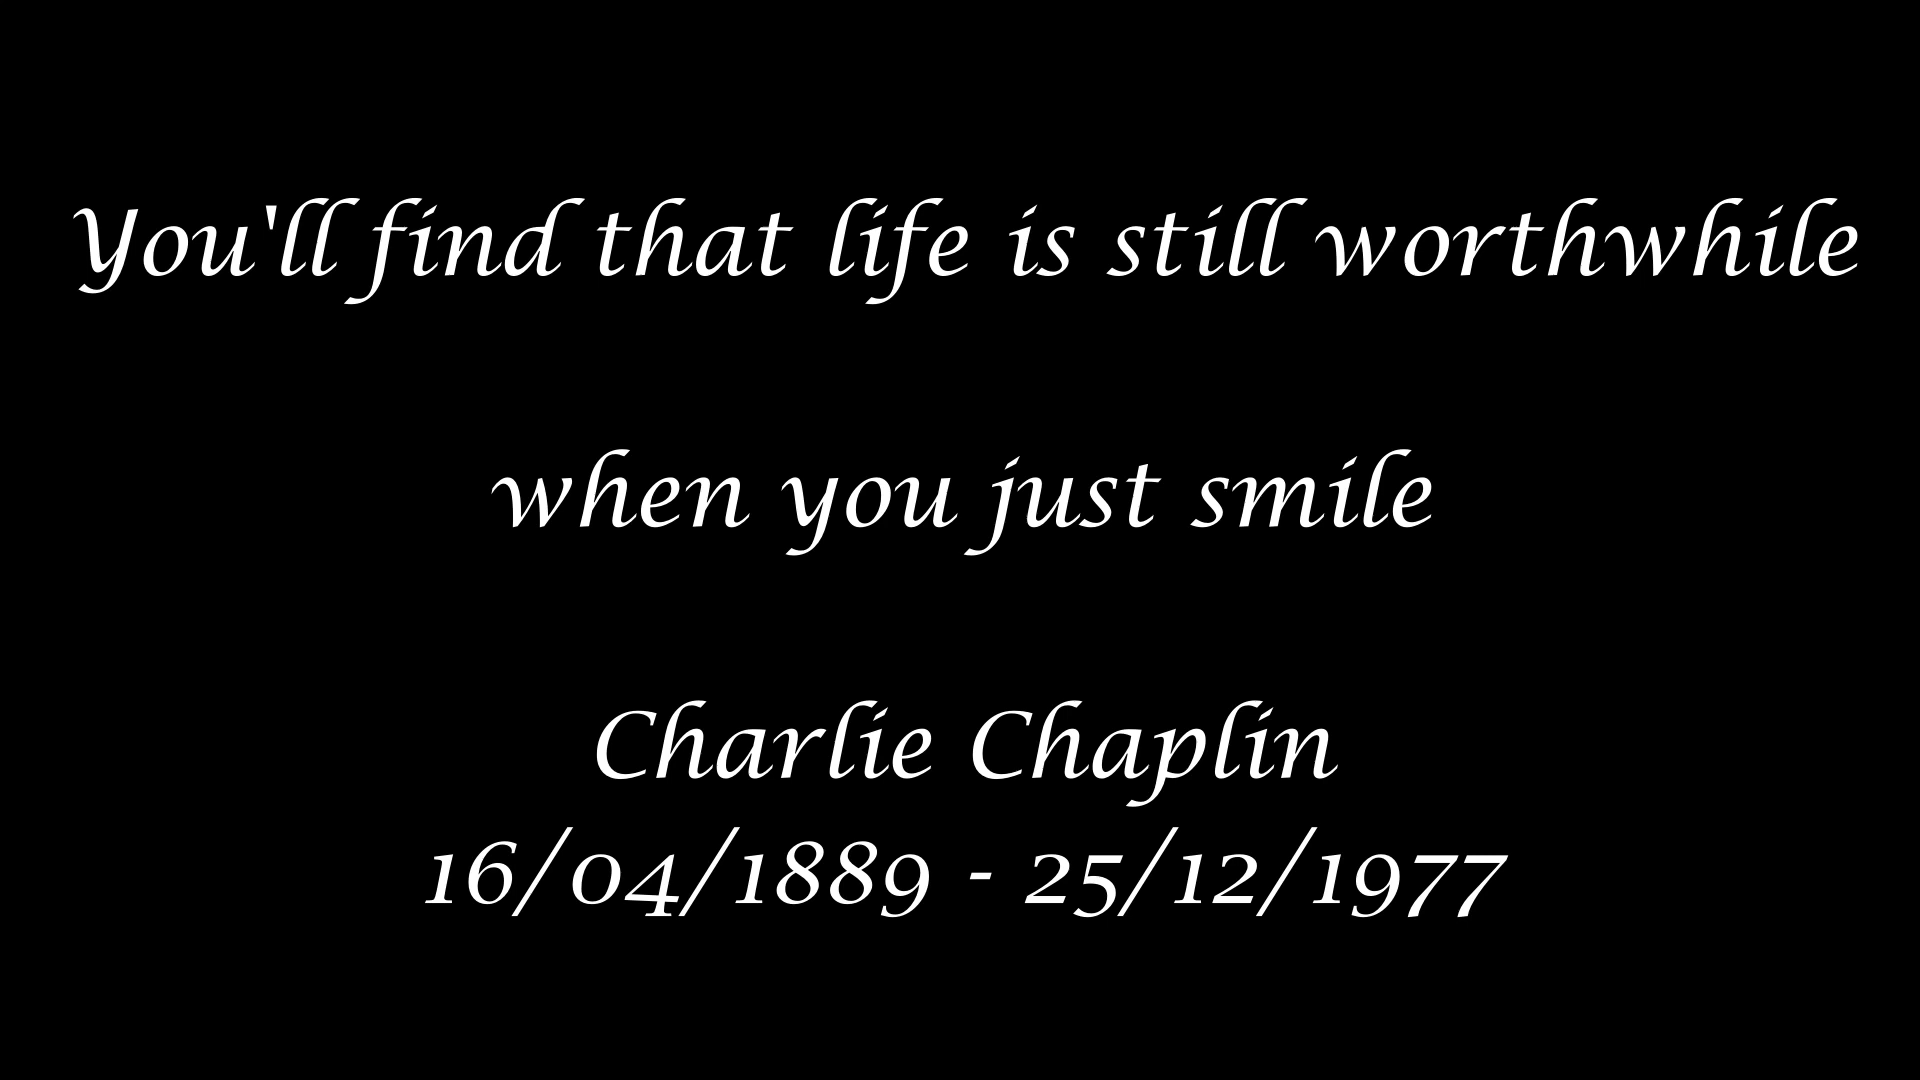 You'll find that life is still worthwhile
when you just smile
Charlie Chaplin
16/04/1889 - 25/12/1977